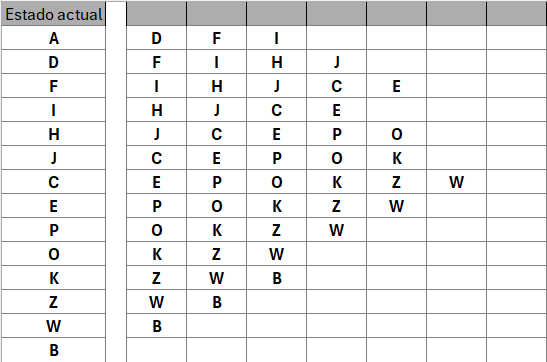 Estado actual
A D F I
D F I H J
F I H J C E
I H J C E
H J C E P O
J C E P O K
C E P O K Z W
E P O K Z W
P O K Z W
O K Z W
K Z W B
Z W B
W B
B